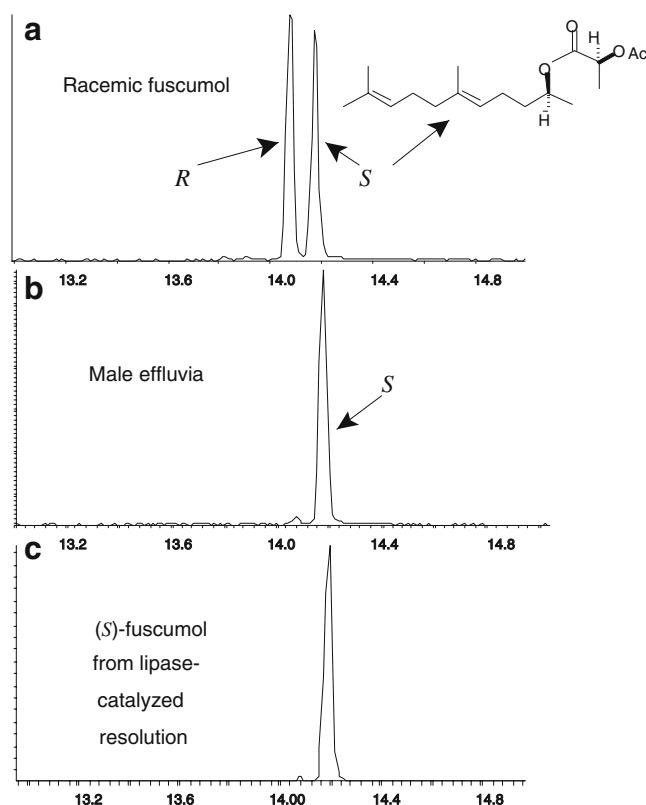 a
Racemic fuscumol
R
S
O
O
H
O Ac
H
13.2 13.6 14.0 14.4 14.8
b
Male effluvia
S
13.2 13.6 14.0 14.4 14.8
c
(S)-fuscumol
from lipase-
catalyzed
resolution
13.2 13.6 14.00 14.4 14.8